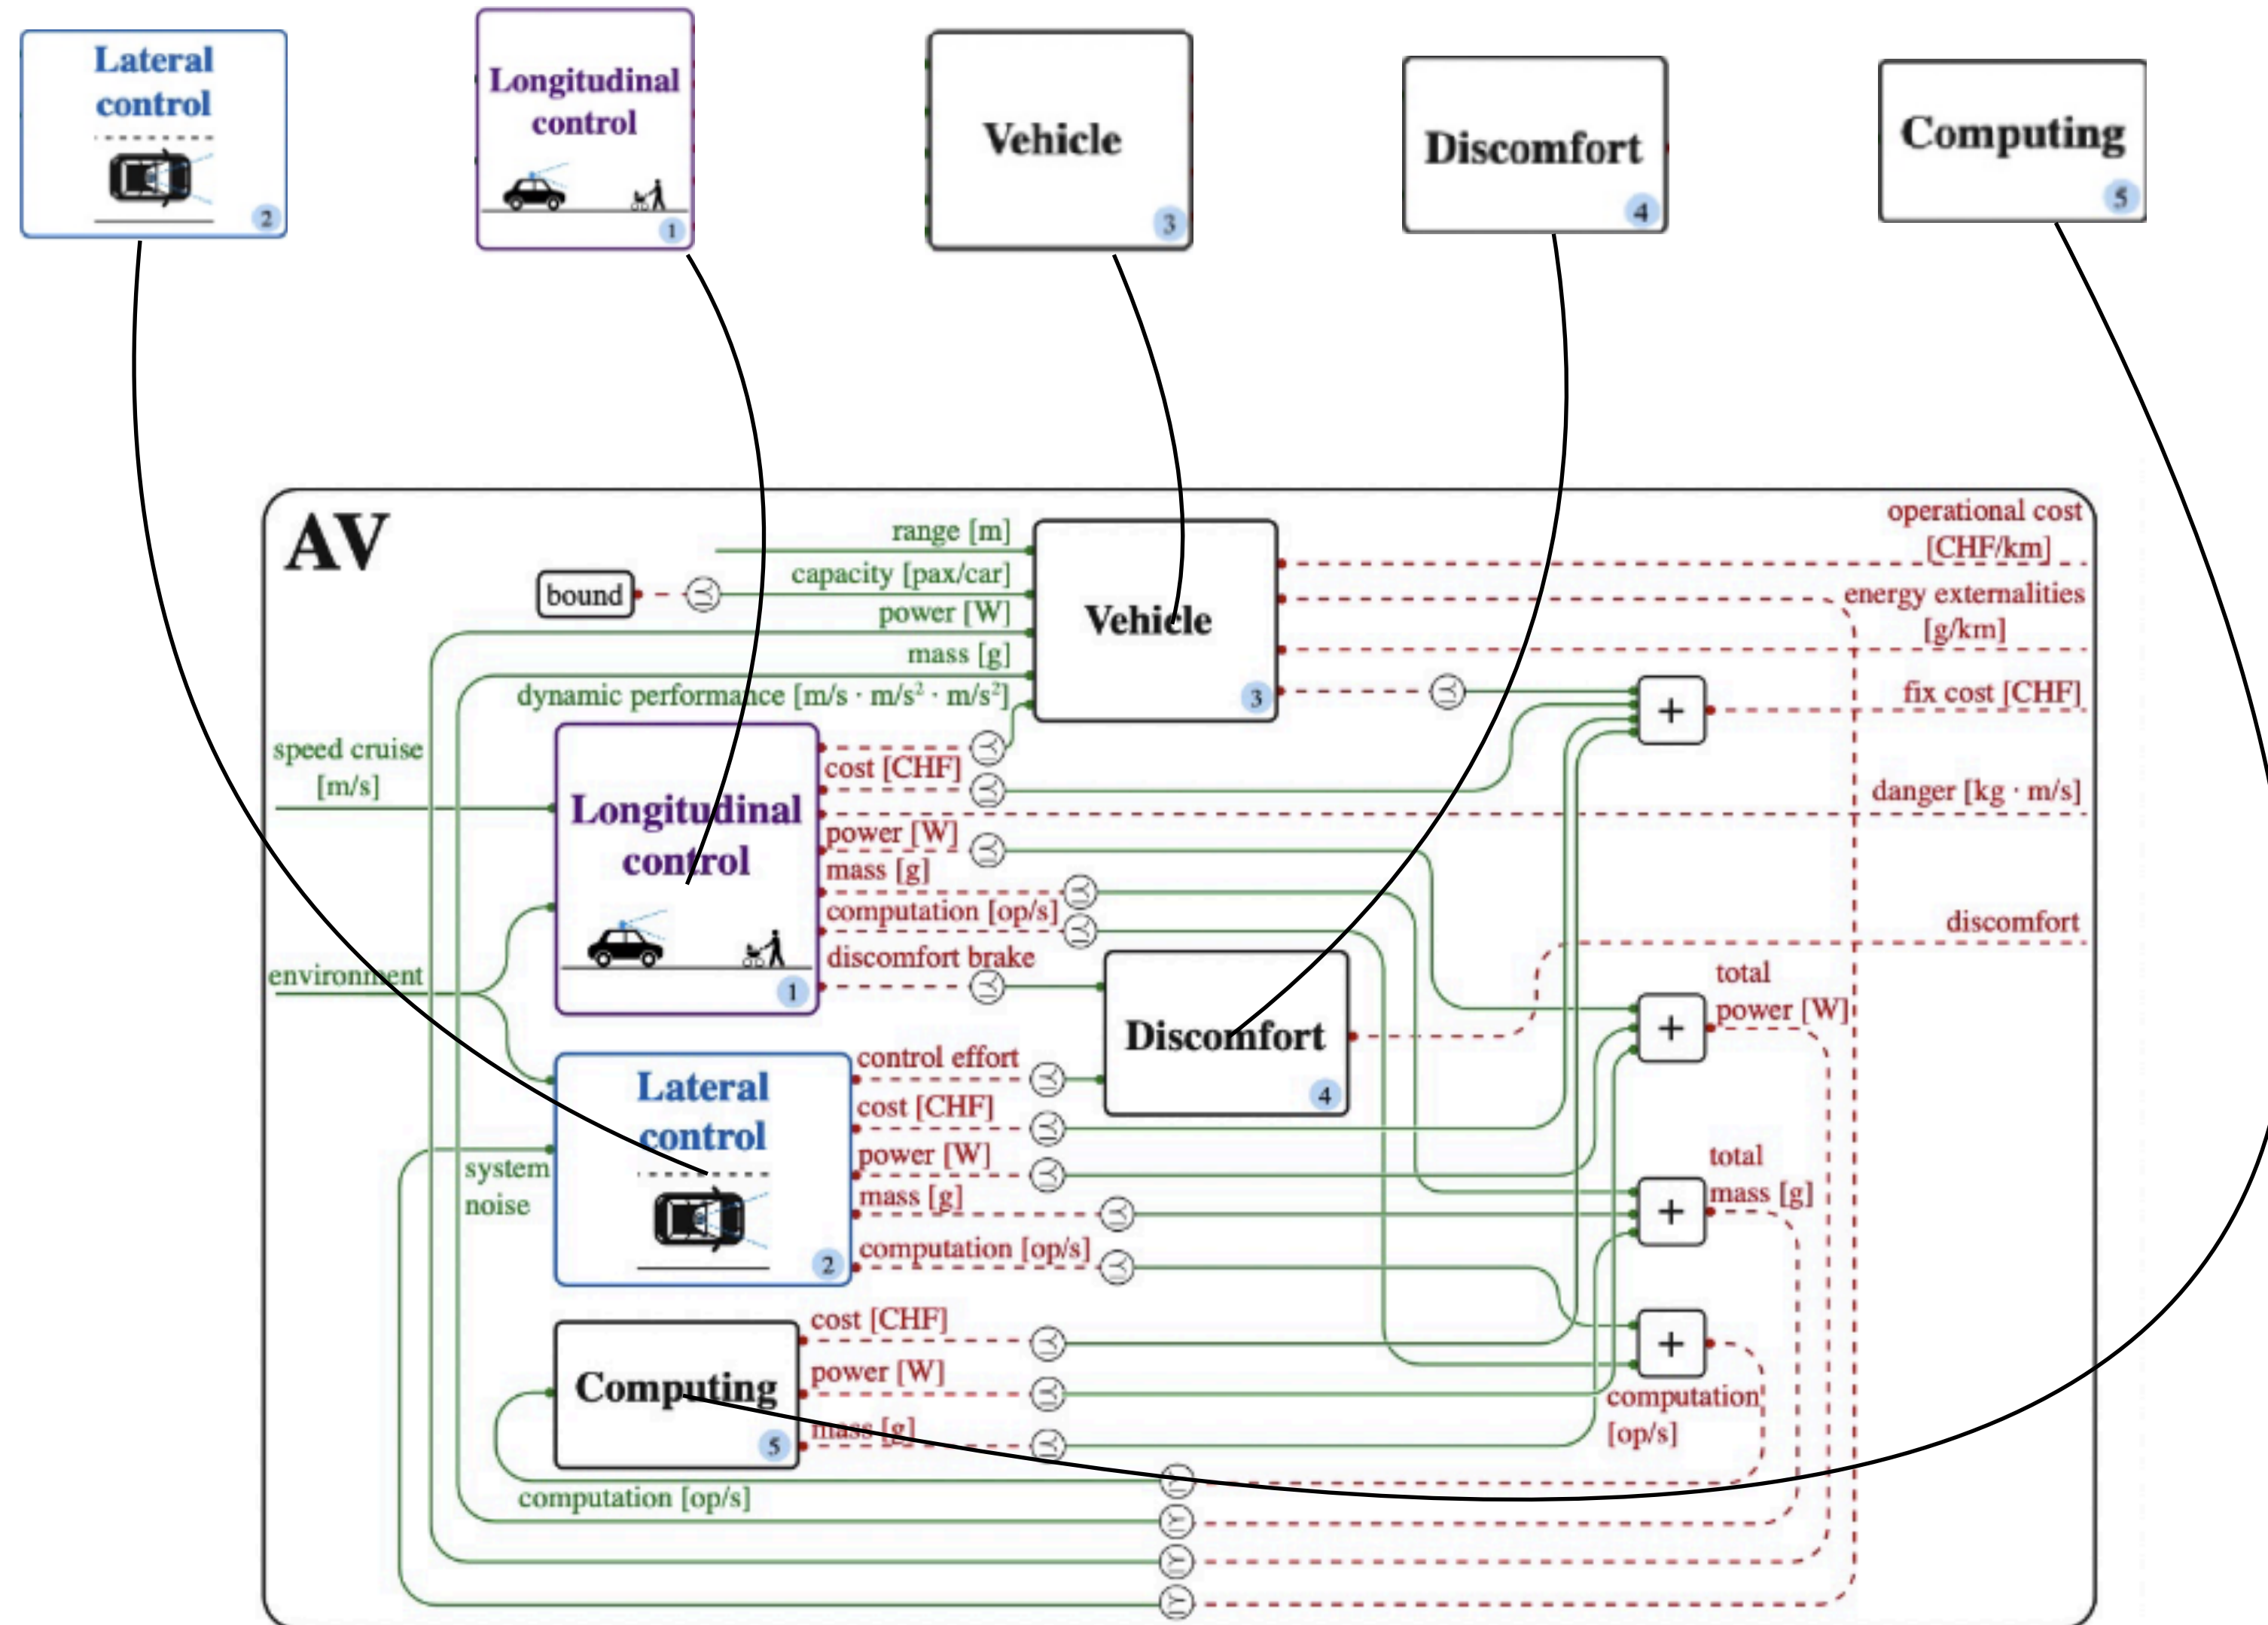 Lateral
control
2
Longitudinal
control
1
Vehicle
3
Discomfort
4
Computing
5
AV
range [m]
bound
capacity [pax/car]
power [W]
mass [g]
dynamic performance [m/s · m/s² · m/s²]
Vehicle
3
operational cost
[CHF/km]
energy externalities
[g/km]
fix cost [CHF]
+
speed cruise
[m/s]
environment
Longitudinal
control
1
cost [CHF]
power [W]
mass [g]
computation [op/s]
discomfort brake
danger [kg · m/s]
discomfort
Discomfort
4
total
power [W]
+
Lateral
control
2
system
noise
control effort
cost [CHF]
power [W]
mass [g]
computation [op/s]
total
mass [g]
+
Computing
5
cost [CHF]
power [W]
mass [g]
+
computation
[op/s]
computation [op/s]